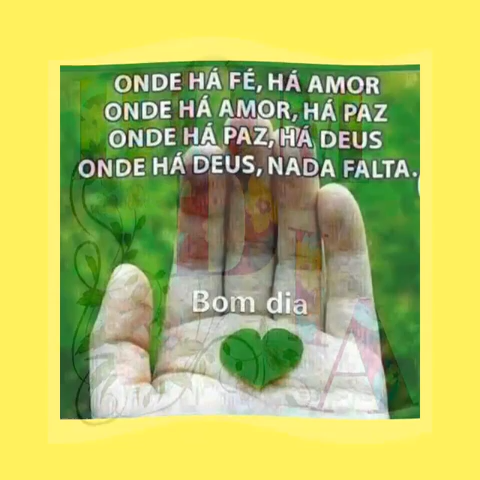 ONDE HÁ FÉ, HÁ AMOR
ONDE HÁ AMOR, HÁ PAZ
ONDE HÁ PAZ, HÁ DEUS
ONDE HÁ DEUS, NADA FALTA.
Bom dia